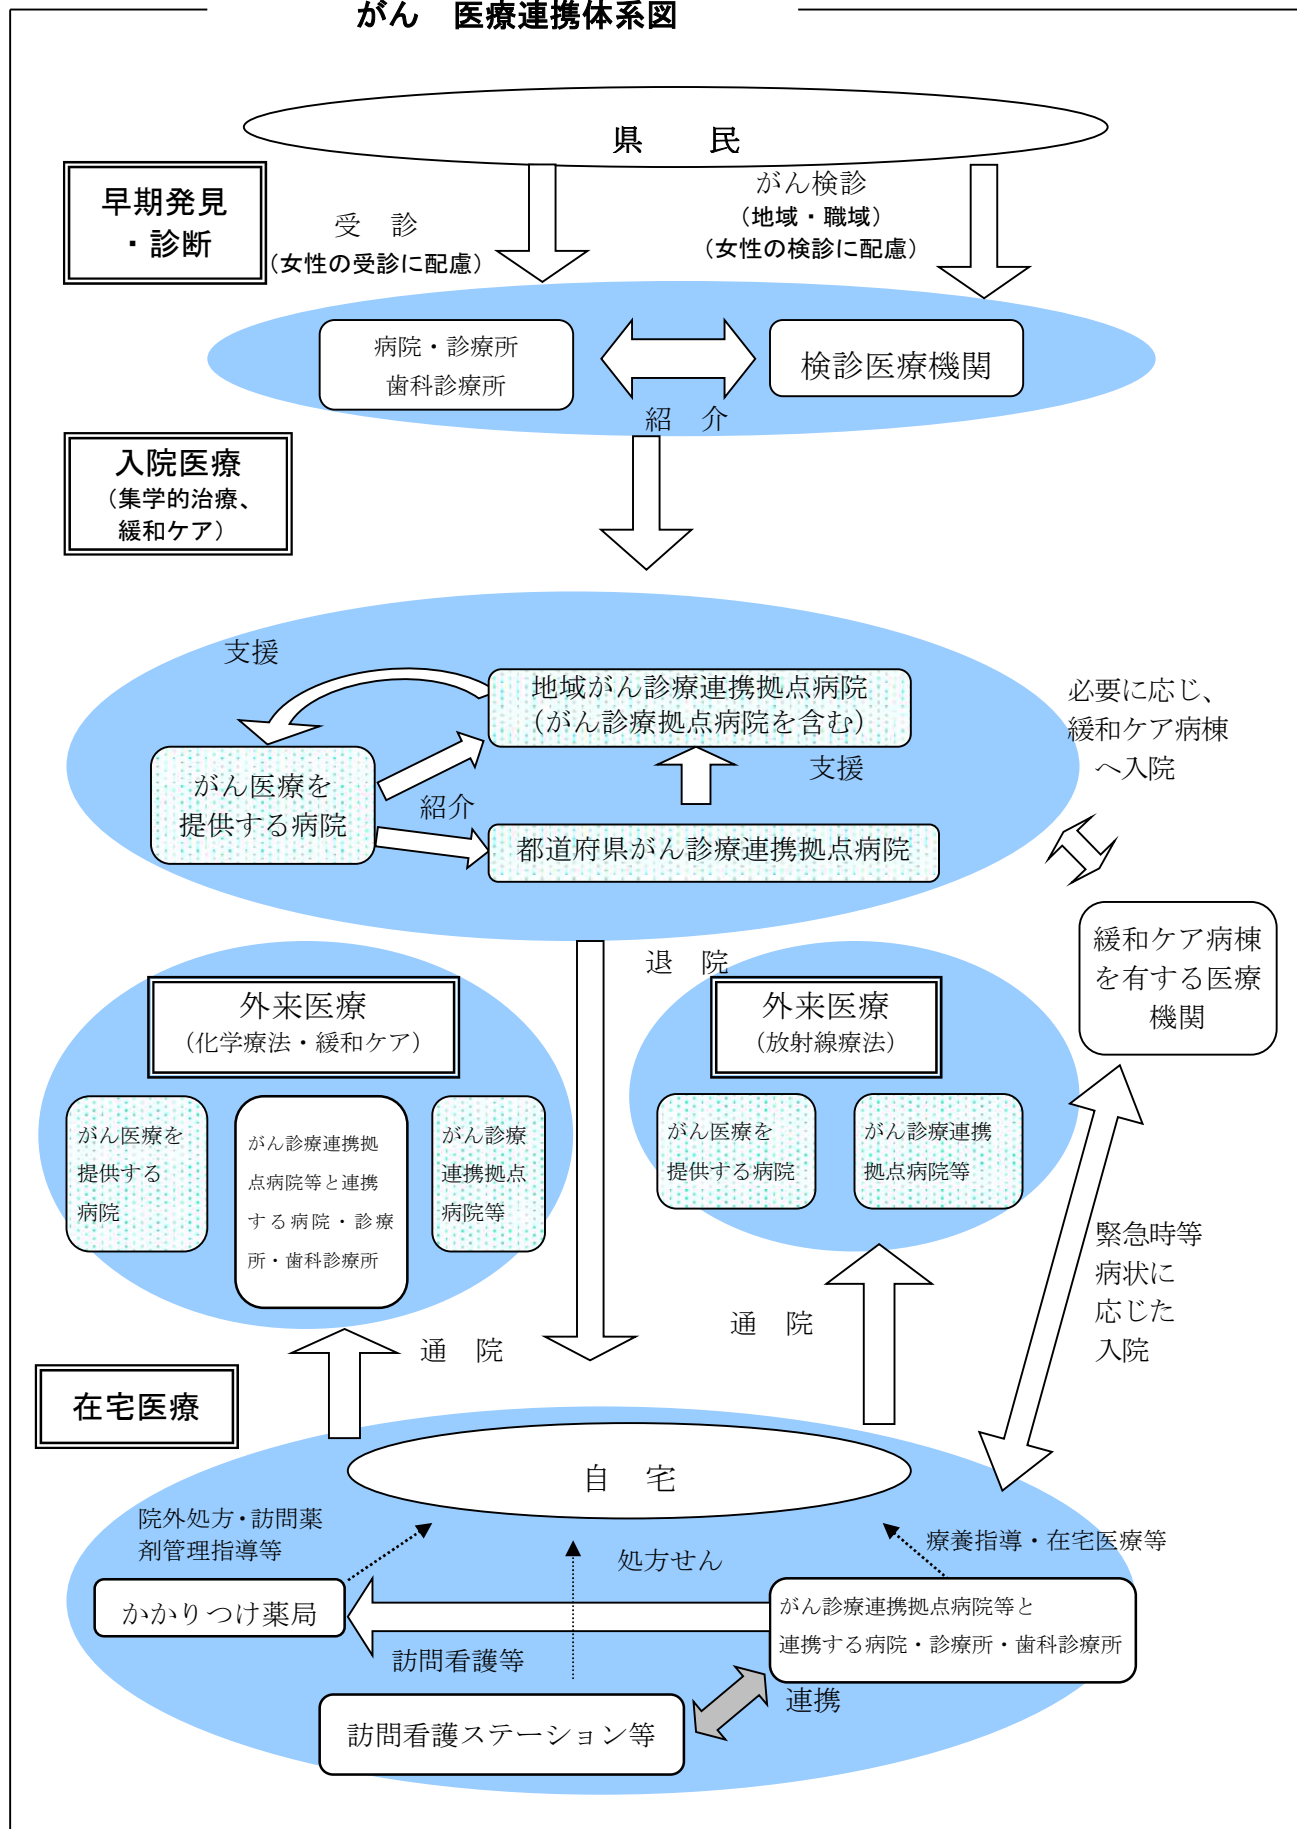 がん　医療連携体系図
県　　民
早期発見
・診断
受　診
（女性の受診に配慮）
がん検診
（地域・職域）
（女性の検診に配慮）
病院・診療所
歯科診療所
検診医療機関
紹　介
入院医療
（集学的治療、
緩和ケア）
支援
地域がん診療連携拠点病院
（がん診療拠点病院を含む）
必要に応じ、
緩和ケア病棟
へ入院
がん医療を
提供する病院
支援
紹介
都道府県がん診療連携拠点病院
緩和ケア病棟
を有する医療
機関
退　院
外来医療
（化学療法・緩和ケア）
外来医療
（放射線療法）
がん医療を
提供する
病院
がん診療連携拠
点病院等と連携
する病院・診療
所・歯科診療所
がん診療
連携拠点
病院等
がん医療を
提供する病院
がん診療連携
拠点病院等
緊急時等
病状に
応じた
入院
通　院
通　院
在宅医療
自　宅
院外処方・訪問薬
剤管理指導等
処方せん
療養指導・在宅医療等
かかりつけ薬局
がん診療連携拠点病院等と
連携する病院・診療所・歯科診療所
訪問看護等
連携
訪問看護ステーション等